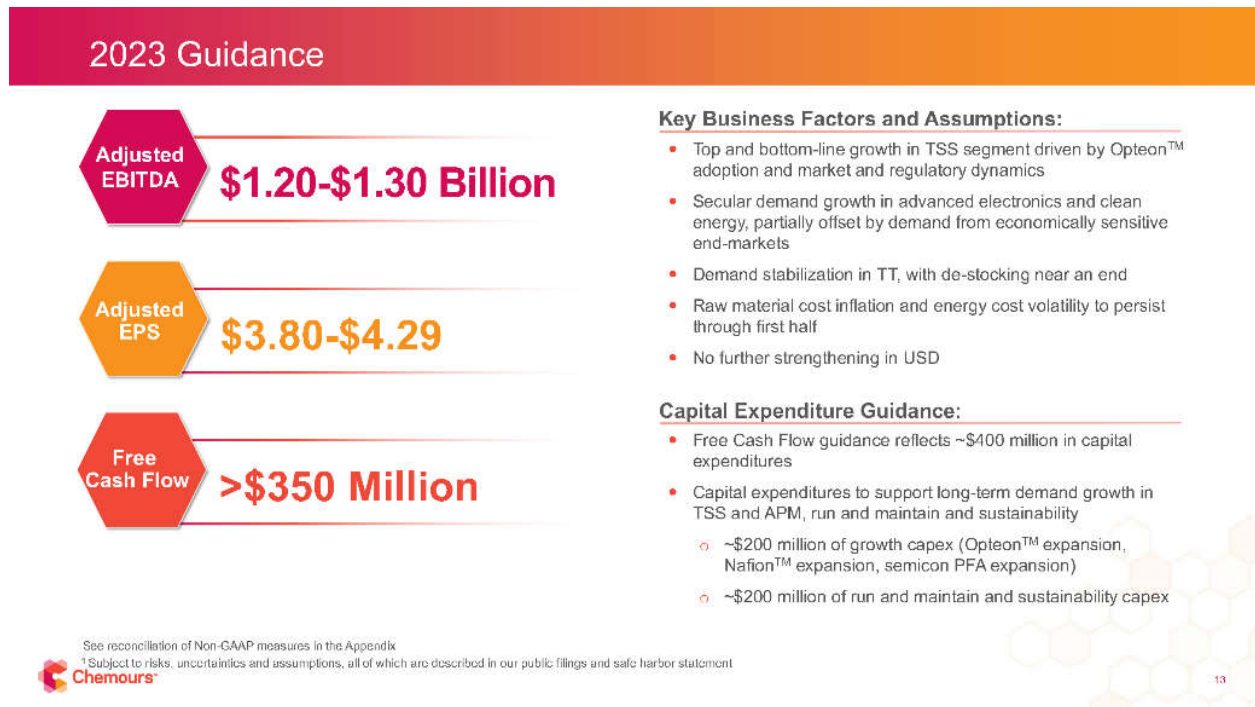 2023 Guidance
Adjusted
EBITDA
$1.20-$1.30 Billion
Adjusted
EPS
$3.80-$4.29
Free
Cash Flow
>$350 Million
Key Business Factors and Assumptions:
• Top and bottom-line growth in TSS segment driven by Opteon™
adoption and market and regulatory dynamics
• Secular demand growth in advanced electronics and clean
energy, partially offset by demand from economically sensitive
end-markets
• Demand stabilization in TT, with de-stocking near an end
• Raw material cost inflation and energy cost volatility to persist
through first half
• No further strengthening in USD
Capital Expenditure Guidance:
• Free Cash Flow guidance reflects ~$400 million in capital
expenditures
• Capital expenditures to support long-term demand growth in
TSS and APM, run and maintain and sustainability
○ ~$200 million of growth capex (Opteon™ expansion,
Nafion™ expansion, semicon PFA expansion)
○ ~$200 million of run and maintain and sustainability capex
See reconciliation of Non-GAAP measures in the Appendix
¹ Subject to risks, uncertainties and assumptions, all of which are described in our public filings and safe harbor statement
Chemours™
13